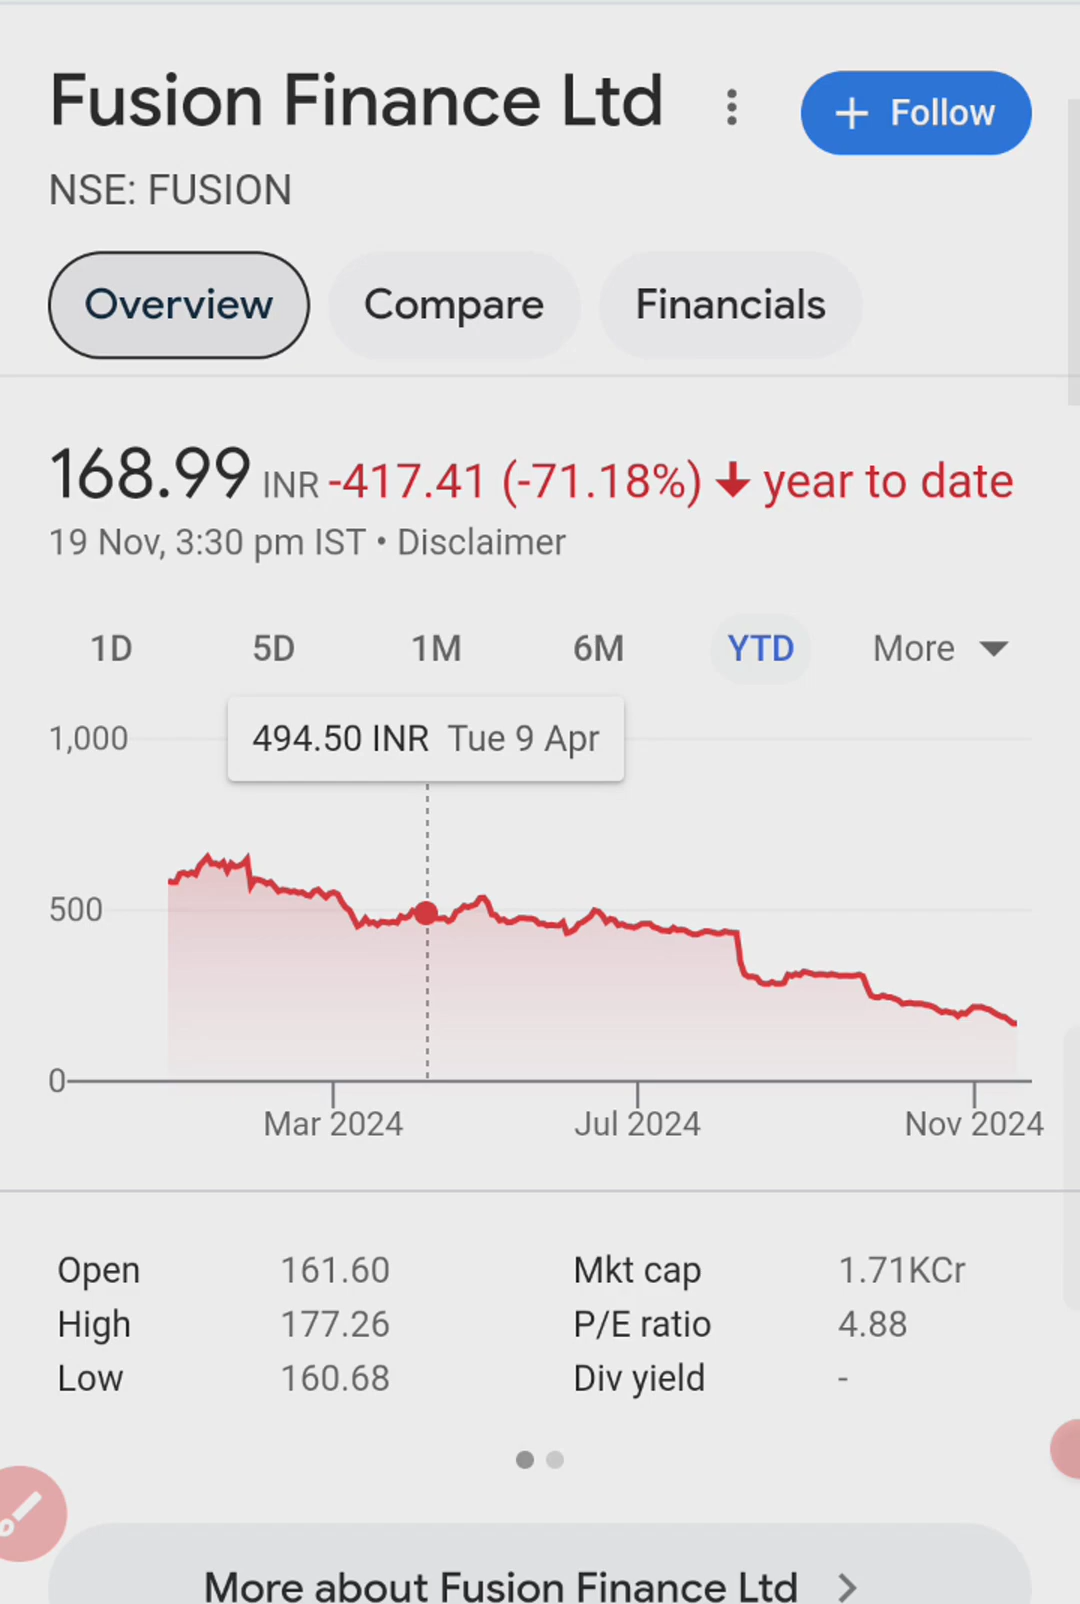 Fusion Finance Ltd
+ Follow
NSE: FUSION
Overview Compare Financials
168.99 INR -417.41 (-71.18%) ↓ year to date
19 Nov, 3:30 pm IST • Disclaimer
1D 5D 1M 6M YTD More
494.50 INR Tue 9 Apr
1,000
500
0
Mar 2024 Jul 2024 Nov 2024
Open 161.60 Mkt cap 1.71KCr
High 177.26 P/E ratio 4.88
Low 160.68 Div yield -
More about Fusion Finance Ltd >